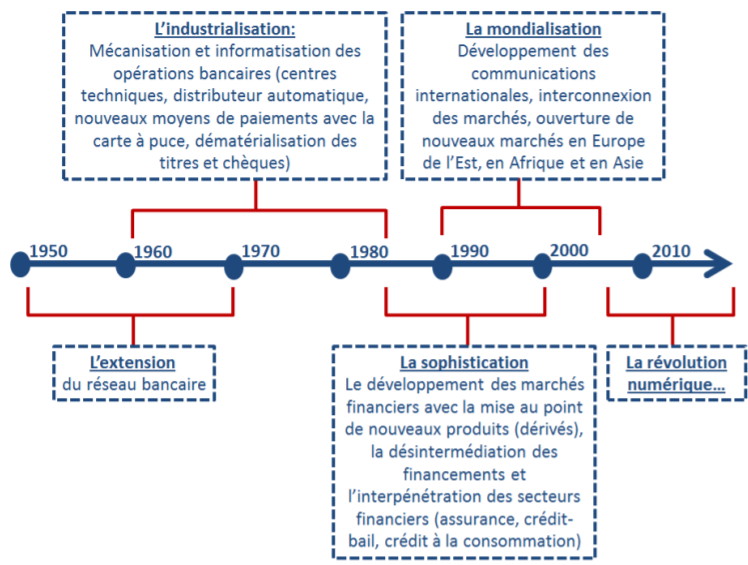 L'industrialisation:
Mécanisation et informatisation des
opérations bancaires (centres
techniques, distributeur automatique,
nouveaux moyens de paiements avec la
carte à puce, dématérialisation des
titres et chèques)
La mondialisation
Développement des
communications
internationales, interconnexion
des marchés, ouverture de
nouveaux marchés en Europe
de l'Est, en Afrique et en Asie
1950 1960 1970 1980 1990 2000 2010
L'extension
du réseau bancaire
La sophistication
Le développement des marchés
financiers avec la mise au point
de nouveaux produits (dérivés),
la désintermédiation des
financements et
l'interpénétration des secteurs
financiers (assurance, crédit-
bail, crédit à la consommation)
La révolution
numérique…